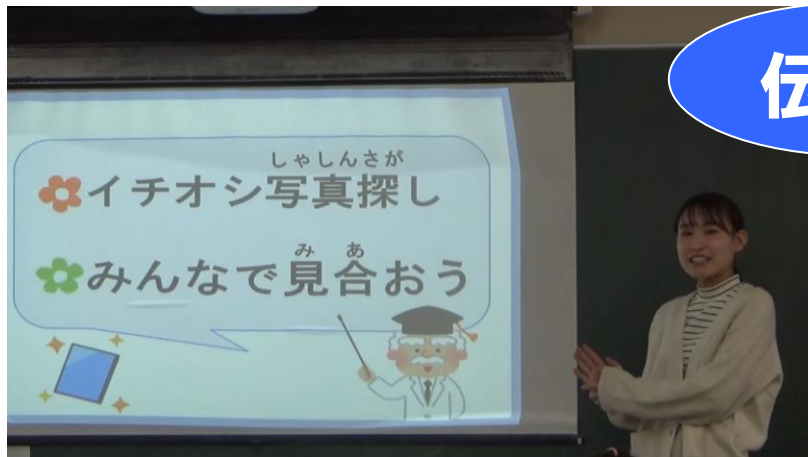 伝
しゃしんさが
イチオシ写真探し
み あ
みんなで見合おう